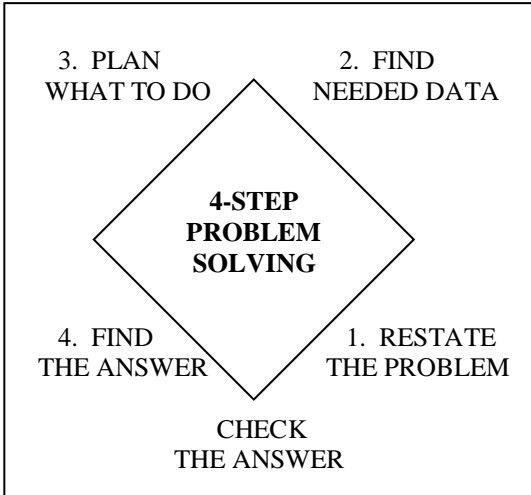 3. PLAN
WHAT TO DO
2. FIND
NEEDED DATA
4-STEP
PROBLEM
SOLVING
4. FIND
THE ANSWER
1. RESTATE
THE PROBLEM
CHECK
THE ANSWER